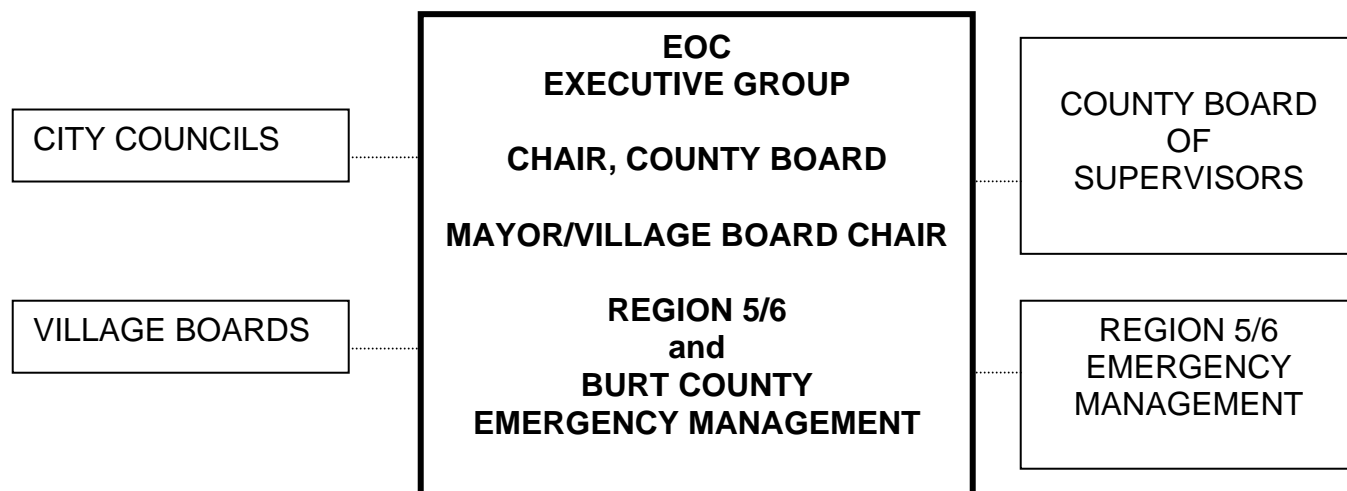 CITY COUNCILS
VILLAGE BOARDS
EOC
EXECUTIVE GROUP
CHAIR, COUNTY BOARD
MAYOR/VILLAGE BOARD CHAIR
REGION 5/6
and
BURT COUNTY
EMERGENCY MANAGEMENT
COUNTY BOARD
OF
SUPERVISORS
REGION 5/6
EMERGENCY
MANAGEMENT